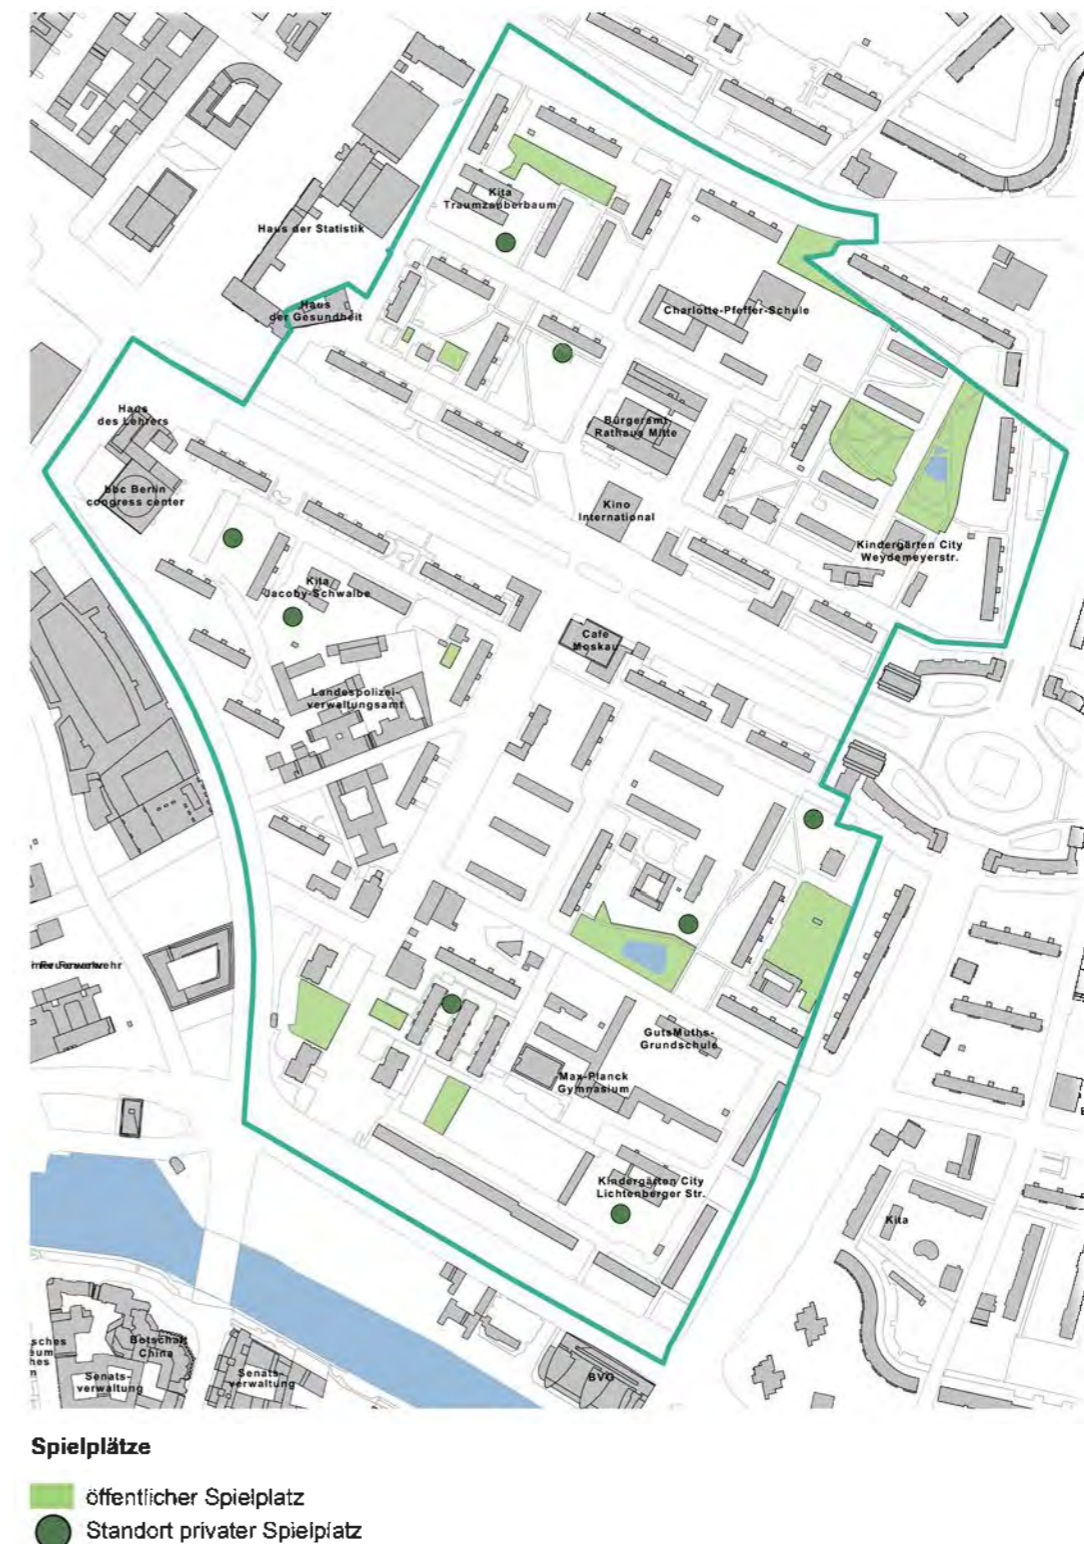 Kita
Traumzauberbaum
Haus der Statistik
Haus
der Gesundheit
Charlotte-Pfeffer-Schule
Haus
des Lehrers
bbc Berlin
congress center
Bürgeramt
Rathaus Mitte
Kino
International
Kindergärten City
Weydemeyerstr.
Kita
Jacoby-Schwalbe
Cafe
Moskau
Landespolizei-
verwaltungsamt
GutsMuths-
Grundschule
Max-Planck
Gymnasium
Kindergärten City
Lichtenberger Str.
Kita
Botschaft
China
Senats-
verwaltung
Senats-
verwaltung
BVG
Spielplätze
öffentlicher Spielplatz
Standort privater Spielplatz